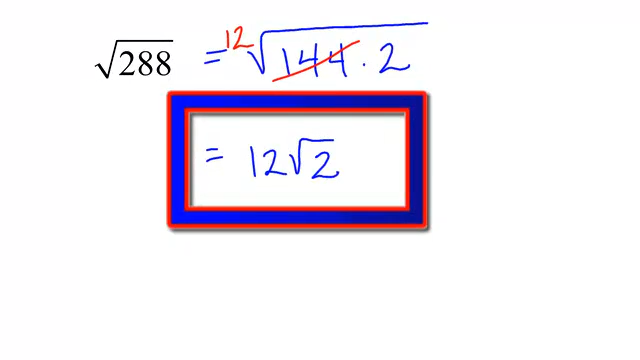 √288 = 12√144 · 2
= 12√2